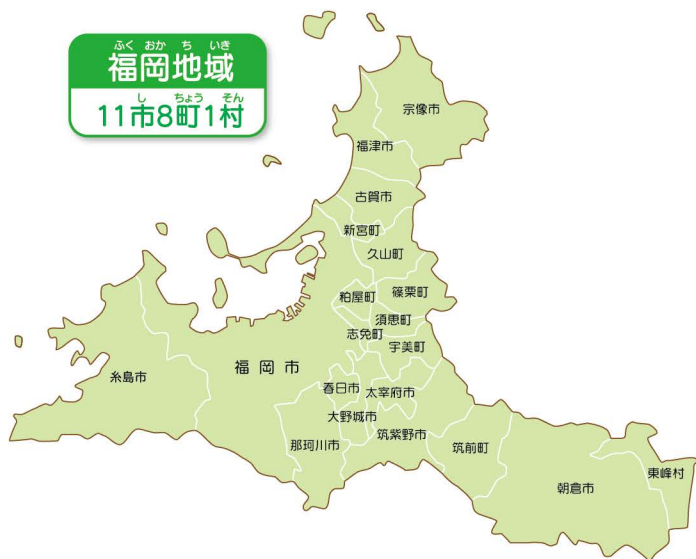 ふく おか ち いき
福岡地域
し ちょう そん
11市8町1村
宗像市
福津市
古賀市
新宮町
久山町
粕屋町
篠栗町
須恵町
志免町
宇美町
福岡市
糸島市
春日市
太宰府市
大野城市
那珂川市
筑紫野市
筑前町
朝倉市
東峰村